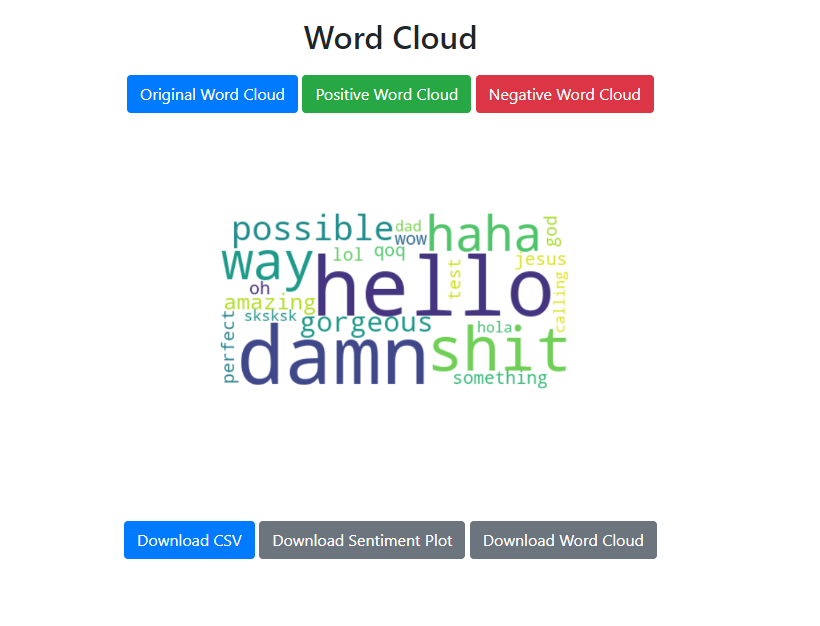 Word Cloud
Original Word Cloud Positive Word Cloud Negative Word Cloud
possible
dad
wow
haha
god
way
lol
qoq
hello
test
jesus
calling
oh
amazing
sksksk
gorgeous
perfect
damn
shit
hola
something
Download CSV Download Sentiment Plot Download Word Cloud